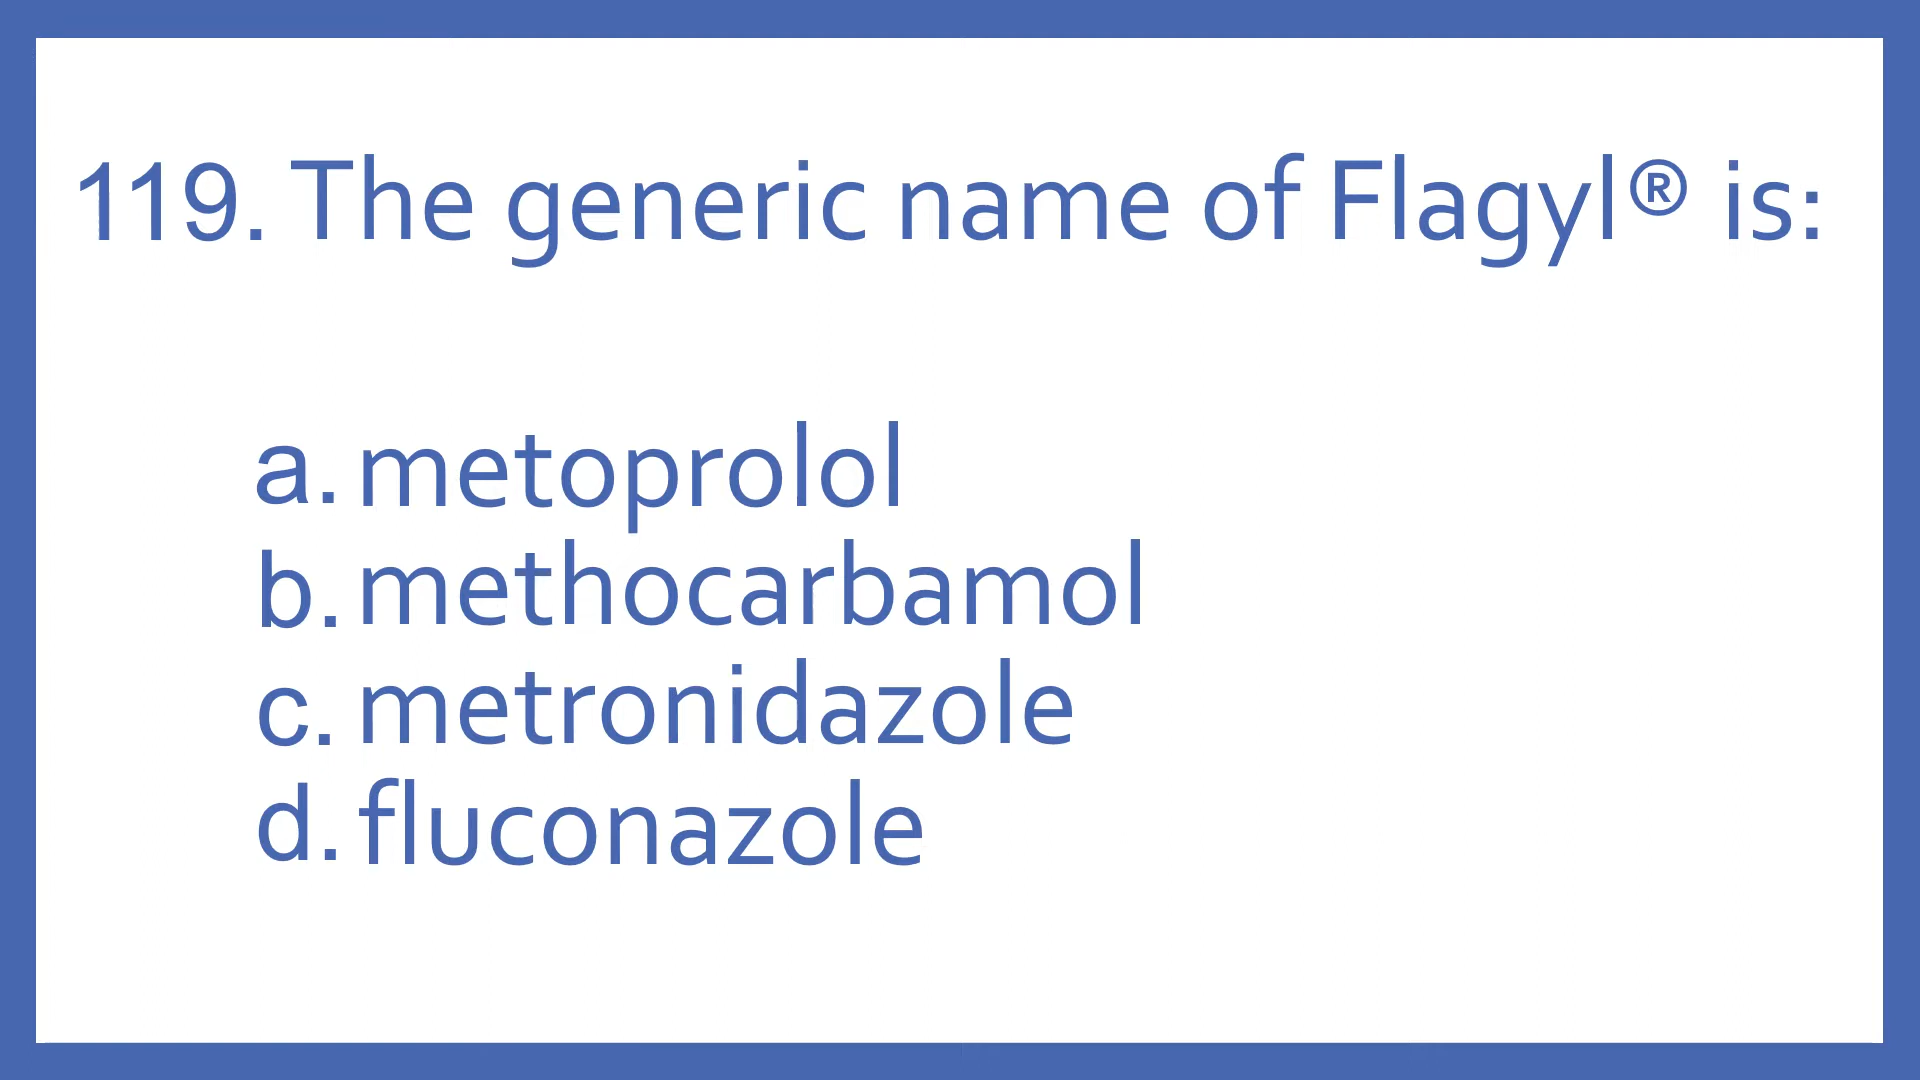 119. The generic name of Flagyl® is:
a. metoprolol
b. methocarbamol
c. metronidazole
d. fluconazole